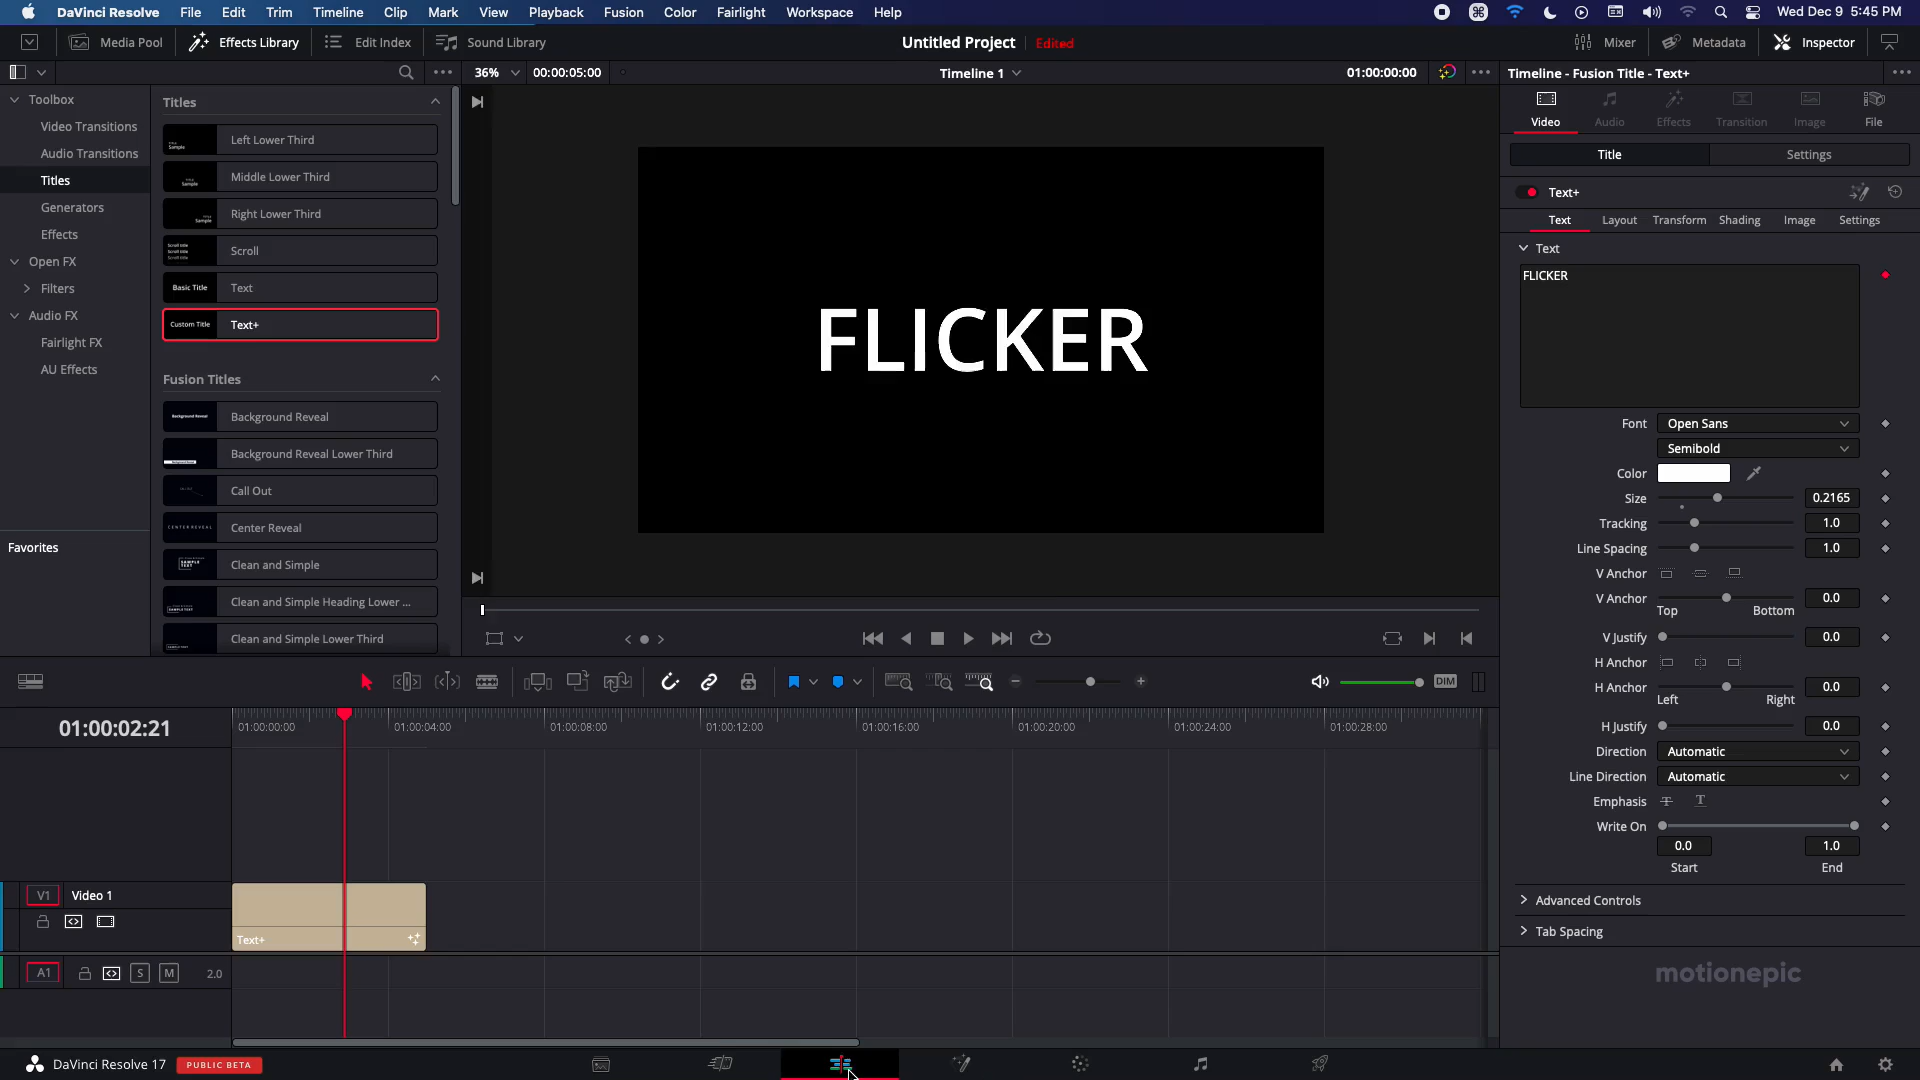 DaVinci Resolve File Edit Trim Timeline Clip Mark View Playback Fusion Color Fairlight Workspace Help Wed Dec 9 5:45 PM
Media Pool Effects Library Edit Index Sound Library Untitled Project Edited Mixer Metadata Inspector
36% 00:00:05:00 Timeline 1 01:00:00:00 Timeline - Fusion Title - Text+
Toolbox
Video Transitions
Audio Transitions
Titles
Generators
Effects
Open FX
Filters
Audio FX
Fairlight FX
AU Effects
Favorites
Titles
Left Lower Third
Middle Lower Third
Right Lower Third
Scroll
Basic Title Text
Custom Title Text+
Fusion Titles
Background Reveal Background Reveal
Background Reveal Lower Third
Call Out
CENTER REVEAL Center Reveal
Clean and Simple
Clean and Simple Heading Lower ...
Clean and Simple Lower Third
FLICKER
Video Audio Effects Transition Image File
Title Settings
Text+
Text Layout Transform Shading Image Settings
Text
FLICKER
Font Open Sans
Semibold
Color
Size 0.2165
Tracking 1.0
Line Spacing 1.0
V Anchor
V Anchor 0.0
Top Bottom
V Justify 0.0
H Anchor
H Anchor 0.0
Left Right
H Justify 0.0
Direction Automatic
Line Direction Automatic
Emphasis T T
Write On
0.0 1.0
Start End
Advanced Controls
Tab Spacing
motionepic
DIM
01:00:02:21 01:00:00:00 01:00:04:00 01:00:08:00 01:00:12:00 01:00:16:00 01:00:20:00 01:00:24:00 01:00:28:00
V1 Video 1
Text+
A1 S M 2.0
DaVinci Resolve 17 PUBLIC BETA